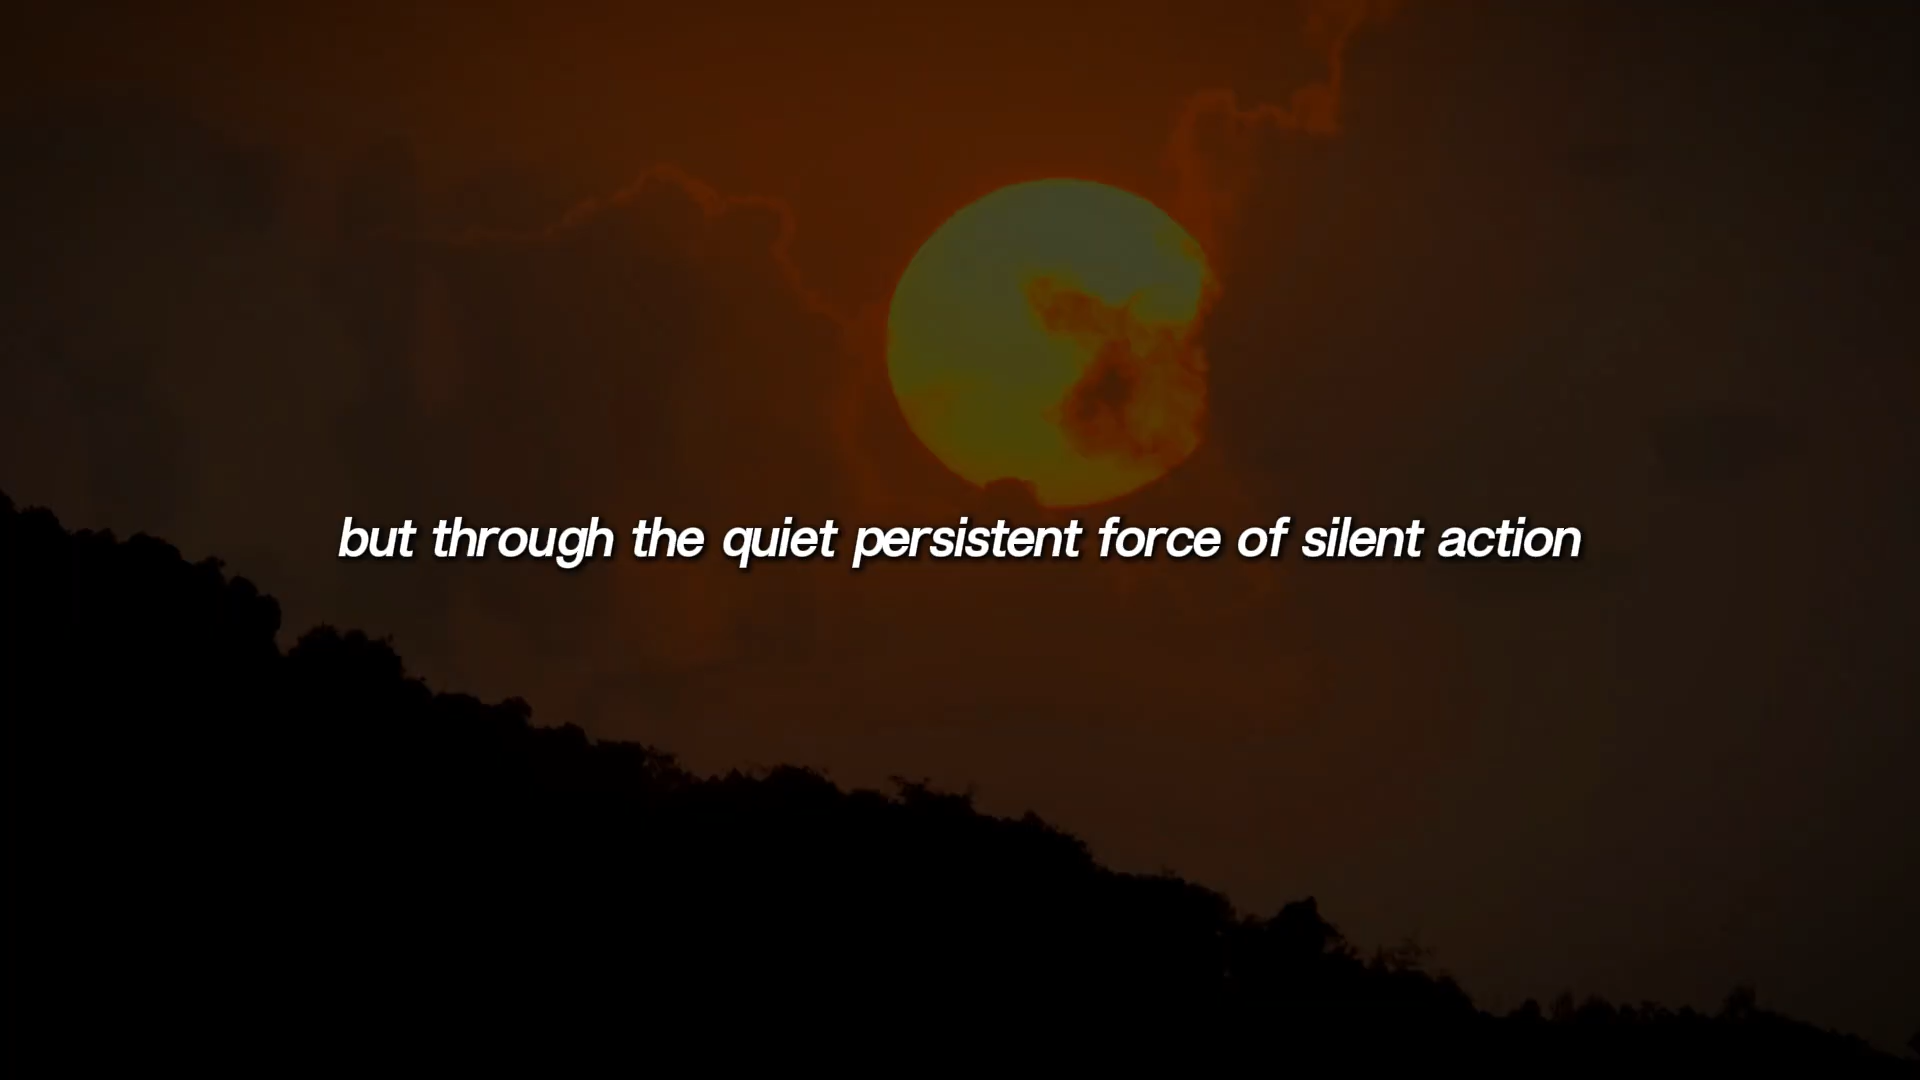 but through the quiet persistent force of silent action